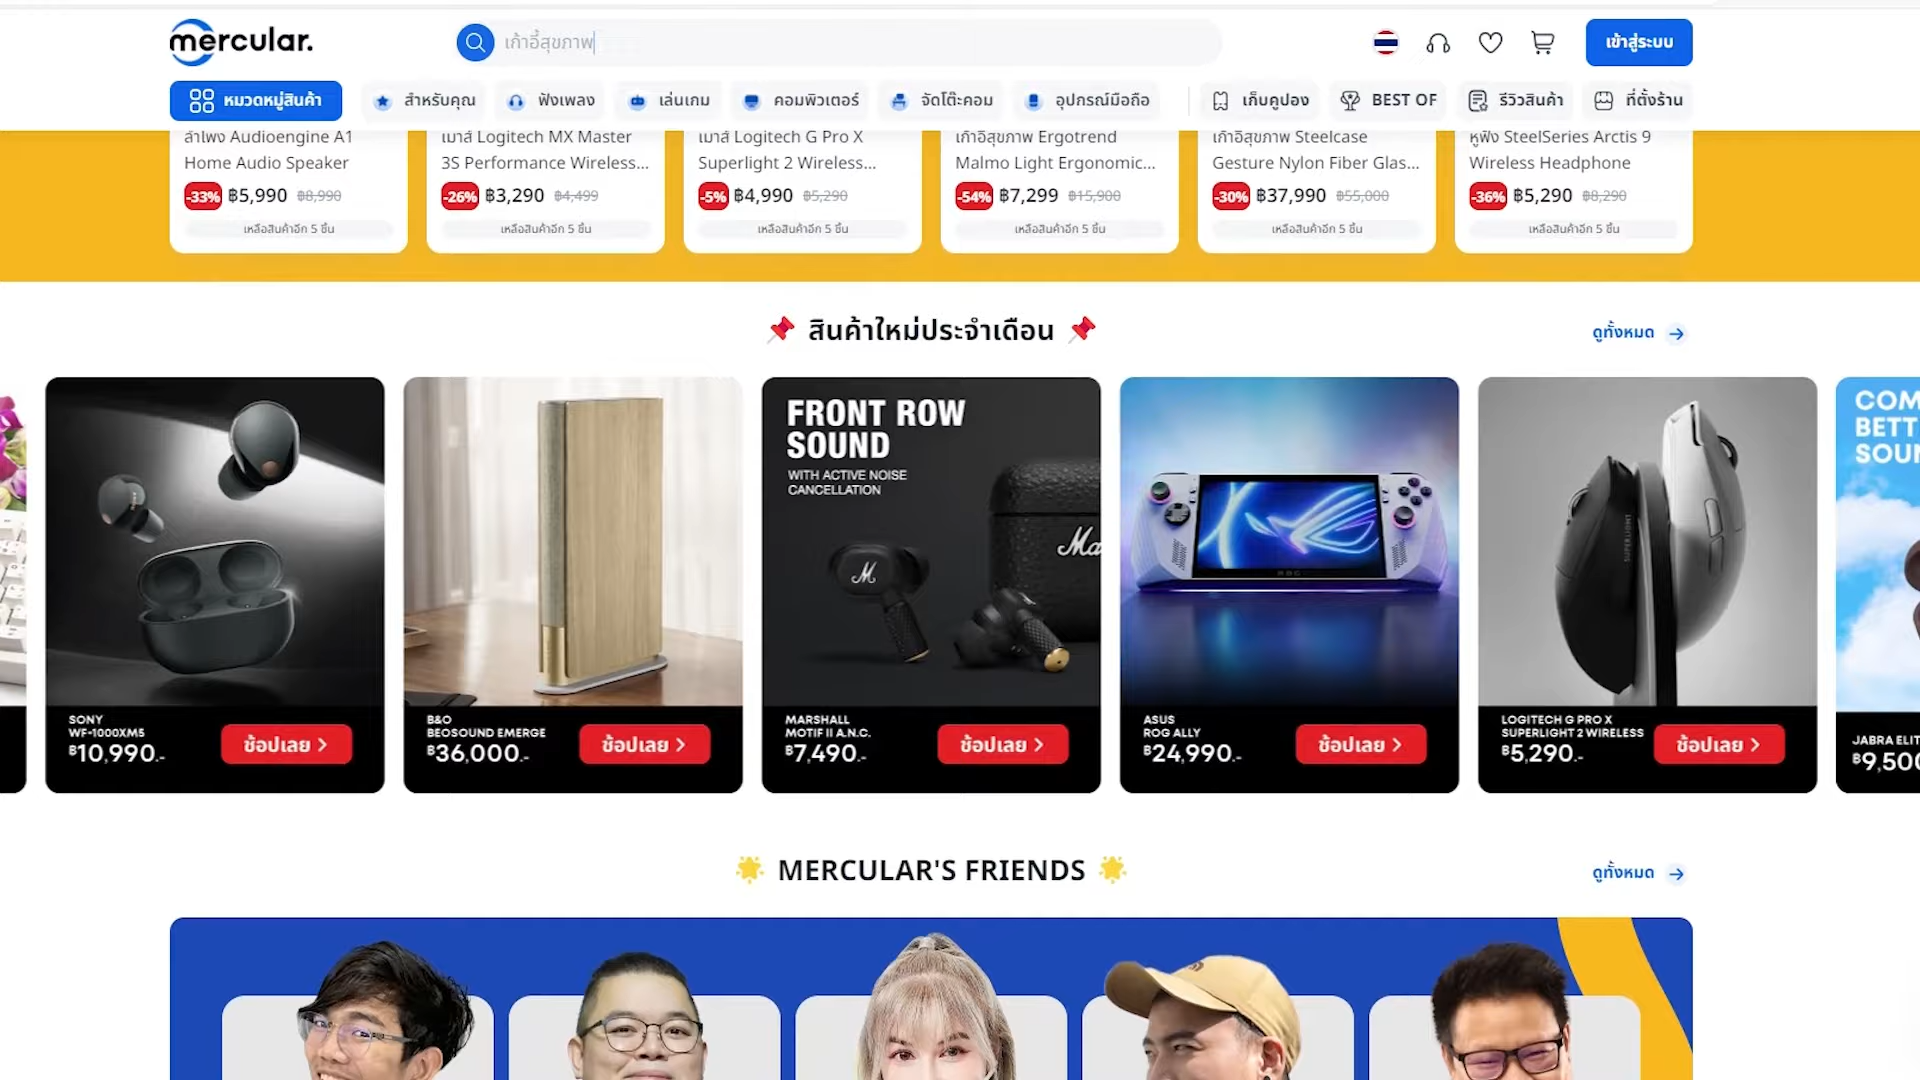 mercular.
เก้าอี้สุขภาพ
เข้าสู่ระบบ
หมวดหมู่สินค้า
สำหรับคุณ
ฟังเพลง
เล่นเกม
คอมพิวเตอร์
จัดโต๊ะคอม
อุปกรณ์มือถือ
เก็บคูปอง
BEST OF
รีวิวสินค้า
ที่ตั้งร้าน
ลำโพง Audioengine A1
Home Audio Speaker
-33% ฿5,990 ฿8,990
เหลือสินค้าอีก 5 ชิ้น
เมาส์ Logitech MX Master
3S Performance Wireless...
-26% ฿3,290 ฿4,499
เหลือสินค้าอีก 5 ชิ้น
เมาส์ Logitech G Pro X
Superlight 2 Wireless...
-5% ฿4,990 ฿5,290
เหลือสินค้าอีก 5 ชิ้น
เก้าอี้สุขภาพ Ergotrend
Malmo Light Ergonomic...
-54% ฿7,299 ฿15,900
เหลือสินค้าอีก 5 ชิ้น
เก้าอี้สุขภาพ Steelcase
Gesture Nylon Fiber Glas...
-30% ฿37,990 ฿55,000
เหลือสินค้าอีก 5 ชิ้น
หูฟัง SteelSeries Arctis 9
Wireless Headphone
-36% ฿5,290 ฿8,290
เหลือสินค้าอีก 5 ชิ้น
สินค้าใหม่ประจำเดือน
ดูทั้งหมด
SONY
WF-1000XM5
฿10,990.-
ช้อปเลย
B&O
BEOSOUND EMERGE
฿36,000.-
ช้อปเลย
FRONT ROW
SOUND
WITH ACTIVE NOISE
CANCELLATION
Ma
M
MARSHALL
MOTIF II A.N.C.
฿7,490.-
ช้อปเลย
ASUS
ROG ALLY
฿24,990.-
ช้อปเลย
SUPERLIGHT
LOGITECH G PRO X
SUPERLIGHT 2 WIRELESS
฿5,290.-
ช้อปเลย
COM
BETT
SOUN
JABRA ELIT
฿9,500
MERCULAR'S FRIENDS
ดูทั้งหมด